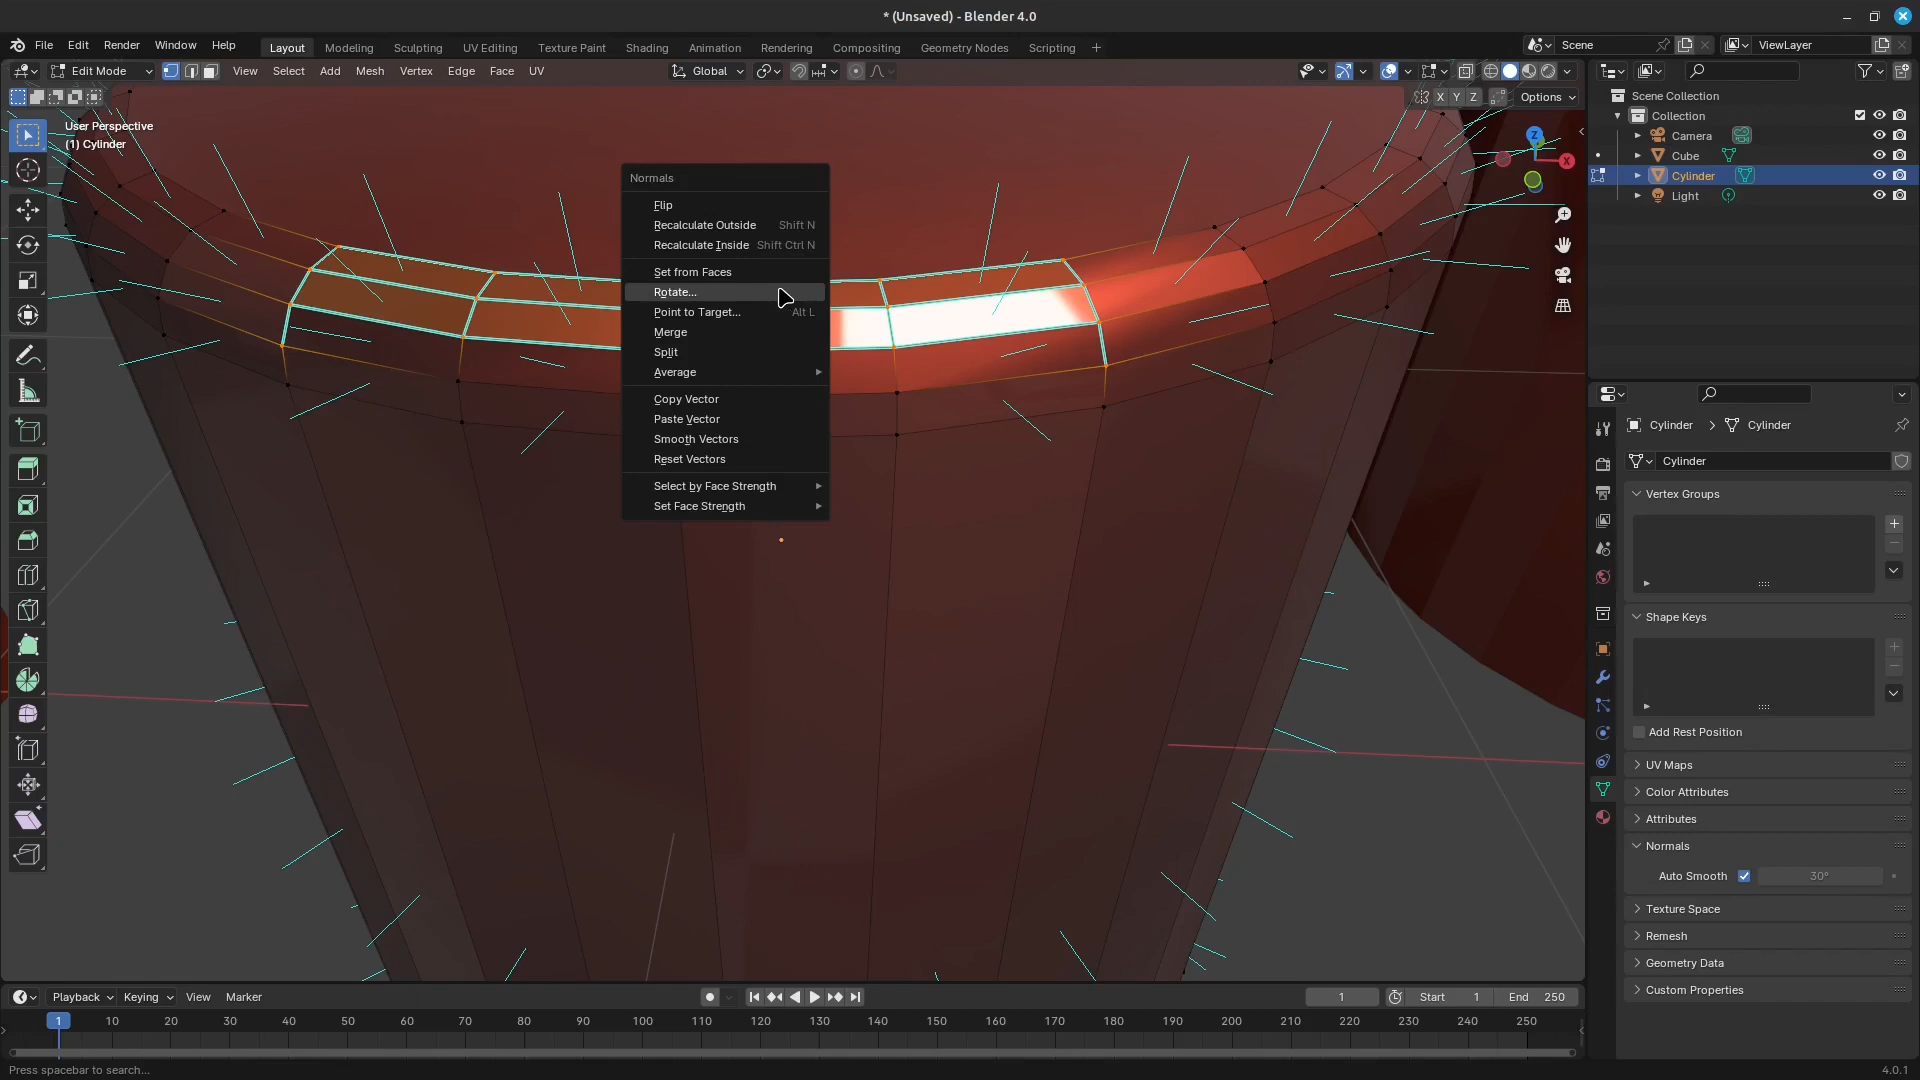 * (Unsaved) - Blender 4.0
File Edit Render Window Help
Layout Modeling Sculpting UV Editing Texture Paint Shading Animation Rendering Compositing Geometry Nodes Scripting +
Scene
ViewLayer
Edit Mode View Select Add Mesh Vertex Edge Face UV
Global
X Y Z Options
User Perspective
(1) Cylinder
Z
X
Normals
Flip
Recalculate Outside Shift N
Recalculate Inside Shift Ctrl N
Set from Faces
Rotate...
Point to Target... Alt L
Merge
Split
Average
Copy Vector
Paste Vector
Smooth Vectors
Reset Vectors
Select by Face Strength
Set Face Strength
Scene Collection
Collection
Camera
Cube
Cylinder
Light
Cylinder > Cylinder
Cylinder
Vertex Groups
Shape Keys
Add Rest Position
UV Maps
Color Attributes
Attributes
Normals
Auto Smooth 30°
Texture Space
Remesh
Geometry Data
Custom Properties
Playback Keying View Marker
1 Start 1 End 250
1 10 20 30 40 50 60 70 80 90 100 110 120 130 140 150 160 170 180 190 200 210 220 230 240 250
Press spacebar to search...
4.0.1